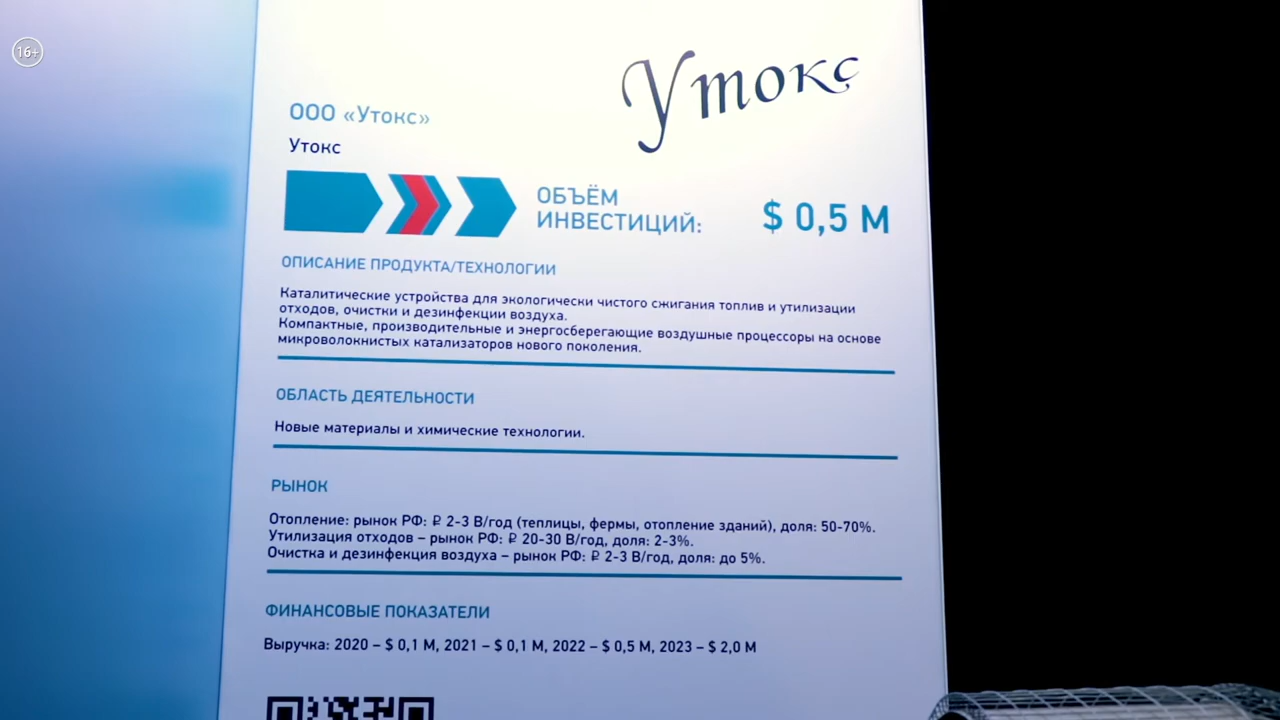 16+
Утокс
ООО «Утокс»
Утокс
ОБЪЁМ
ИНВЕСТИЦИЙ:
$ 0,5 М
ОПИСАНИЕ ПРОДУКТА/ТЕХНОЛОГИИ
Каталитические устройства для экологически чистого сжигания топлив и утилизации
отходов, очистки и дезинфекции воздуха.
Компактные, производительные и энергосберегающие воздушные процессоры на основе
микроволокнистых катализаторов нового поколения.
ОБЛАСТЬ ДЕЯТЕЛЬНОСТИ
Новые материалы и химические технологии.
РЫНОК
Отопление: рынок РФ: ₽ 2-3 В/год (теплицы, фермы, отопление зданий), доля: 50-70%.
Утилизация отходов – рынок РФ: ₽ 20-30 В/год, доля: 2-3%.
Очистка и дезинфекция воздуха – рынок РФ: ₽ 2-3 В/год, доля: до 5%.
ФИНАНСОВЫЕ ПОКАЗАТЕЛИ
Выручка: 2020 – $ 0,1 М, 2021 – $ 0,1 М, 2022 – $ 0,5 М, 2023 – $ 2,0 М